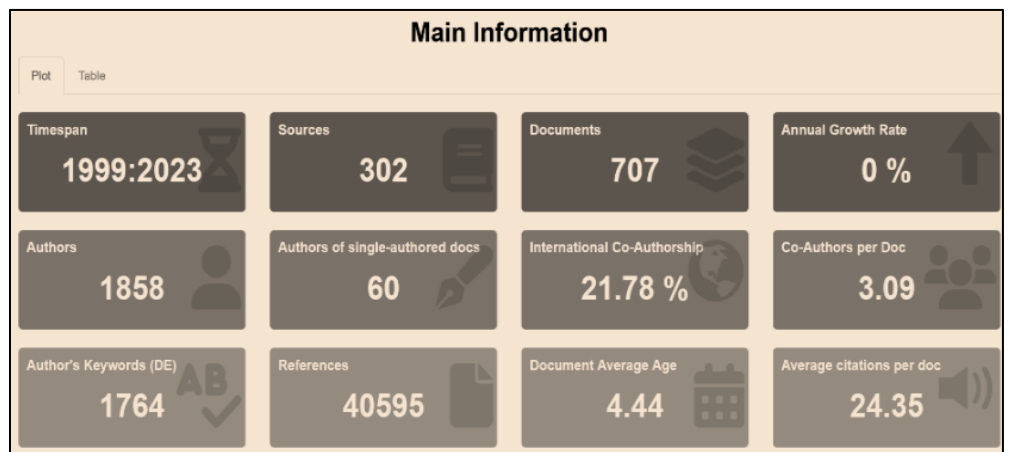 Main Information
Plot Table
Timespan
1999:2023
Sources
302
Documents
707
Annual Growth Rate
0 %
Authors
1858
Authors of single-authored docs
60
International Co-Authorship
21.78 %
Co-Authors per Doc
3.09
Author's Keywords (DE)
AB
1764
References
40595
Document Average Age
4.44
Average citations per doc
24.35